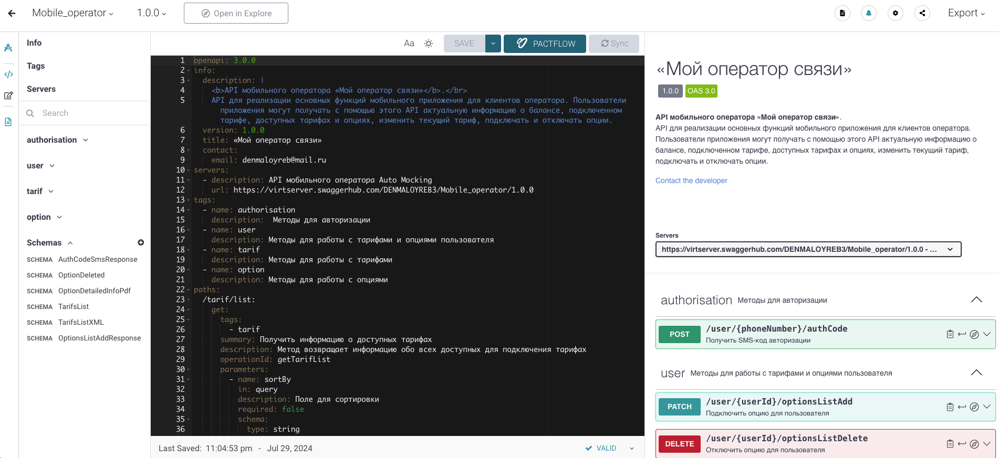 Mobile_operator
1.0.0
Open in Explore
Export
Info
Tags
Servers
Search
authorisation
user
tarif
option
Schemas
SCHEMA AuthCodeSmsResponse
SCHEMA OptionDeleted
SCHEMA OptionDetailedInfoPdf
SCHEMA TarifsList
SCHEMA TarifsListXML
SCHEMA OptionsListAddResponse
Aa
SAVE
PACTFLOW
Sync
1 openapi: 3.0.0
2 info:
3 description: |
4 <b>API мобильного оператора «Мой оператор связи»</b>.</br>
5 API для реализации основных функций мобильного приложения для клиентов оператора. Пользователи
приложения могут получать с помощью этого API актуальную информацию о балансе, подключенном
тарифе, доступных тарифах и опциях, изменить текущий тариф, подключать и отключать опции.
6 version: 1.0.0
7 title: «Мой оператор связи»
8 contact:
9 email: denmaloyreb@mail.ru
10 servers:
11 - description: API мобильного оператора Auto Mocking
12 url: https://virtserver.swaggerhub.com/DENMALOYREB3/Mobile_operator/1.0.0
13 tags:
14 - name: authorisation
15 description:  Методы для авторизации
16 - name: user
17 description: Методы для работы с тарифами и опциями пользователя
18 - name: tarif
19 description: Методы для работы с тарифами
20 - name: option
21 description: Методы для работы с опциями
22 paths:
23 /tarif/list:
24 get:
25 tags:
26 - tarif
27 summary: Получить информацию о доступных тарифах
28 description: Метод возвращает информацию обо всех доступных для подключения тарифах
29 operationId: getTarifList
30 parameters:
31 - name: sortBy
32 in: query
33 description: Поле для сортировки
34 required: false
35 schema:
36 type: string
Last Saved: 11:04:53 pm - Jul 29, 2024
VALID
«Мой оператор связи»
1.0.0 OAS 3.0
API мобильного оператора «Мой оператор связи».
API для реализации основных функций мобильного приложения для клиентов оператора.
Пользователи приложения могут получать с помощью этого API актуальную информацию о
балансе, подключенном тарифе, доступных тарифах и опциях, изменить текущий тариф,
подключать и отключать опции.
Contact the developer
Servers
https://virtserver.swaggerhub.com/DENMALOYREB3/Mobile_operator/1.0.0 - ...
authorisation Методы для авторизации
POST /user/{phoneNumber}/authCode
Получить SMS-код авторизации
user Методы для работы с тарифами и опциями пользователя
PATCH /user/{userId}/optionsListAdd
Подключить опцию для пользователя
DELETE /user/{userId}/optionsListDelete
Отключить опцию для пользователя